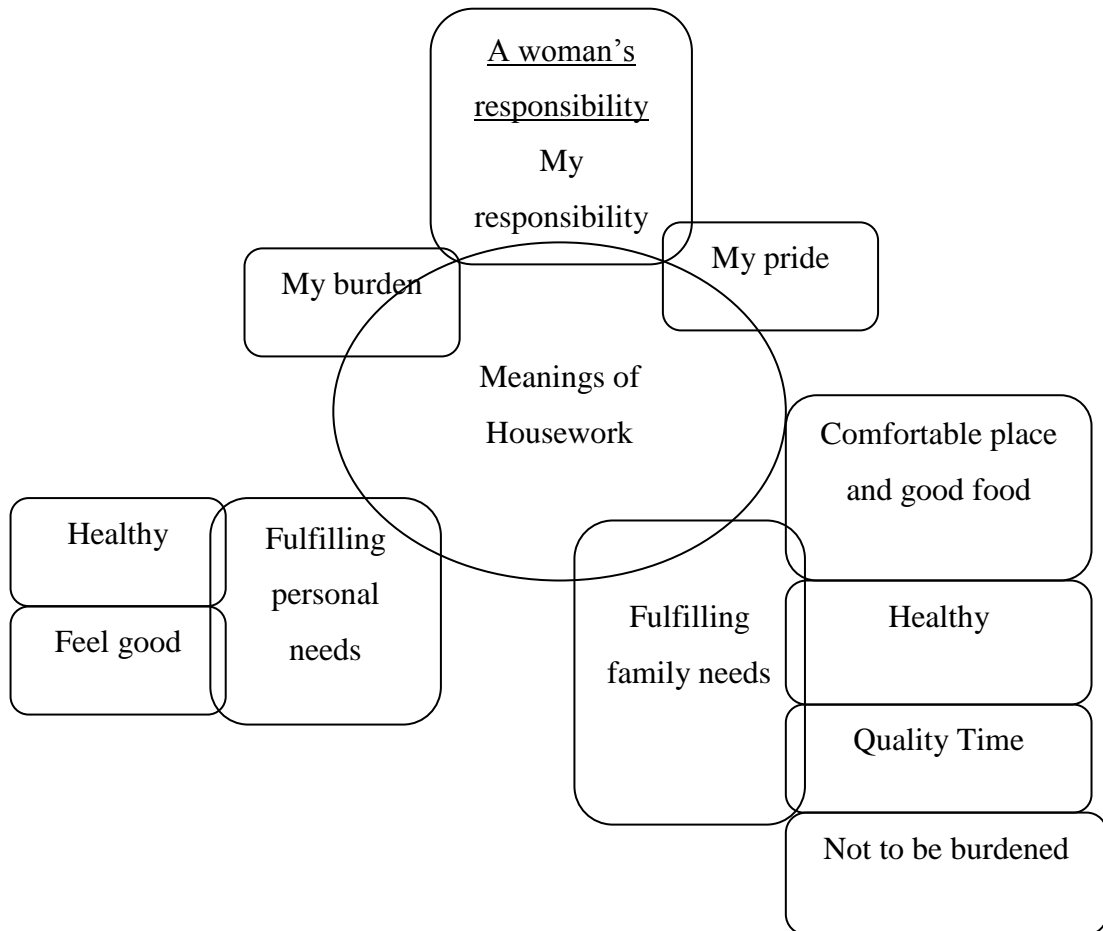 A woman’s
responsibility
My
responsibility
My burden
My pride
Meanings of
Housework
Comfortable place
and good food
Healthy
Feel good
Fulfilling
personal
needs
Fulfilling
family needs
Healthy
Quality Time
Not to be burdened